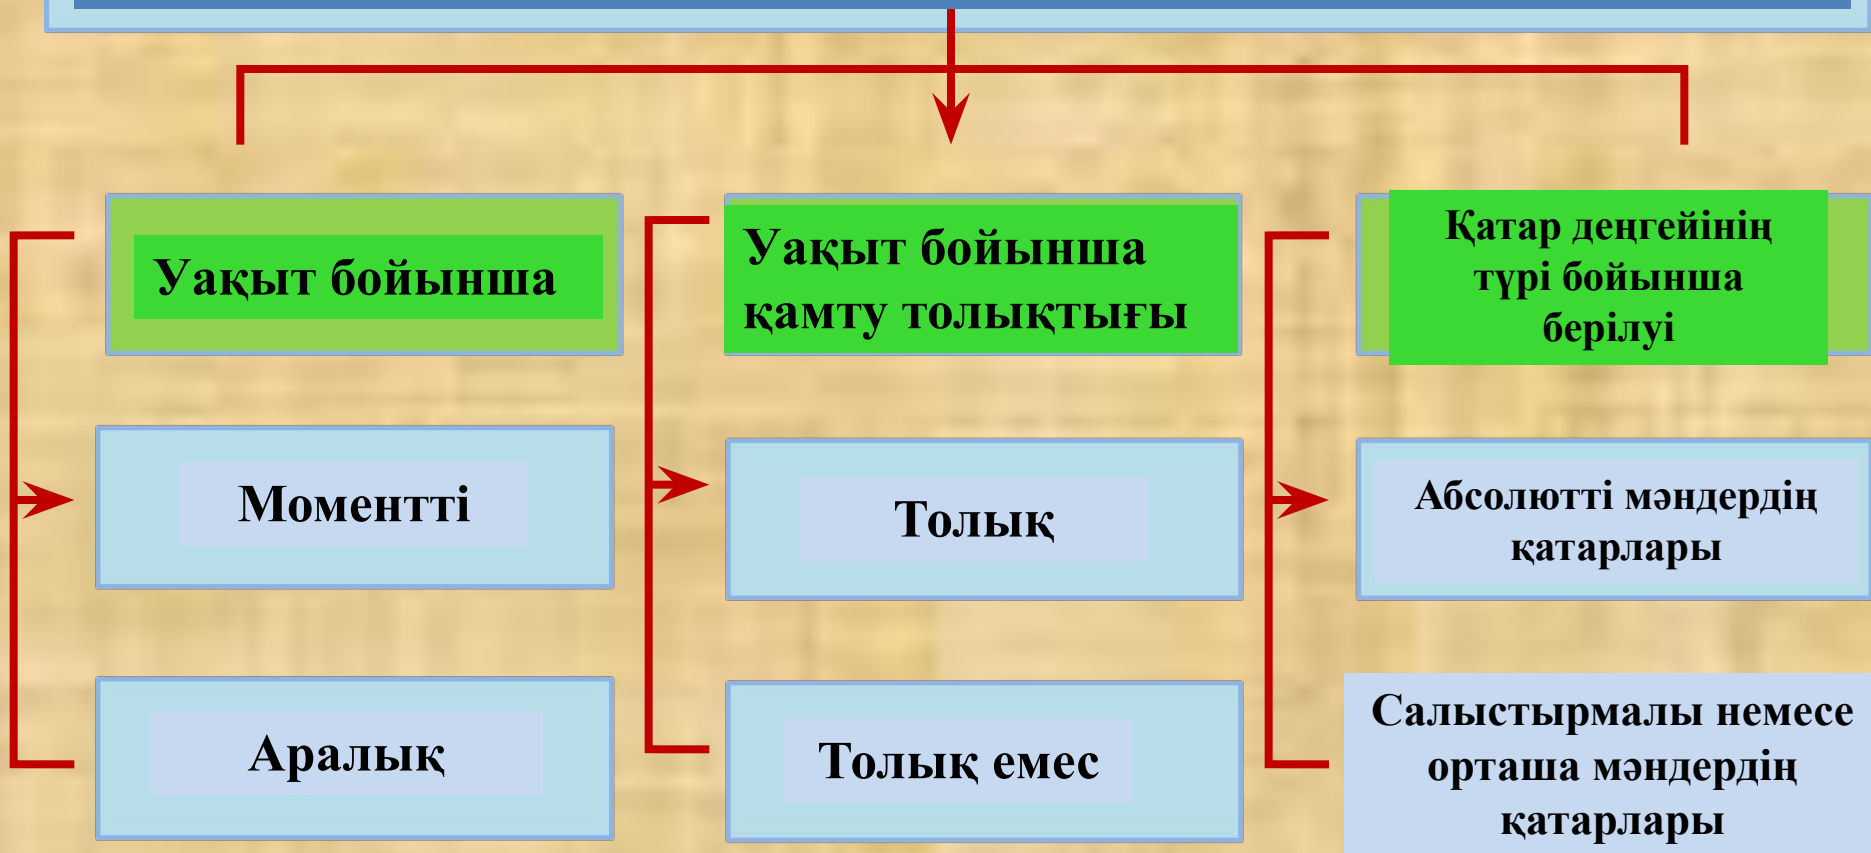 Уақыт бойынша
Уақыт бойынша
қамту толықтығы
Қатар деңгейінің
түрі бойынша
берілуі
Моментті
Толық
Абсолютті мәндердің
қатарлары
Аралық
Толық емес
Салыстырмалы немесе
орташа мәндердің
қатарлары